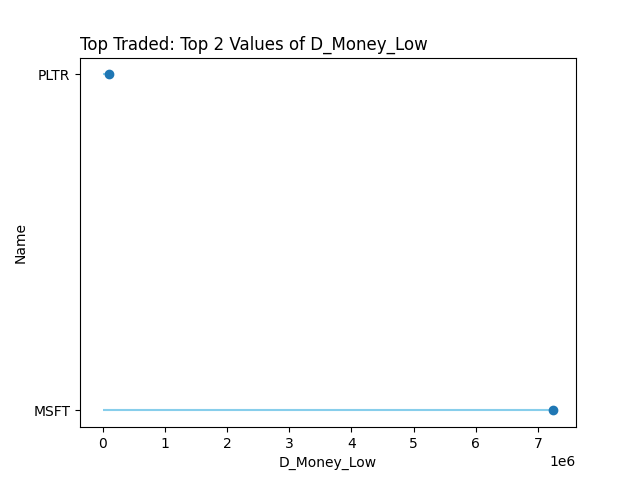 Top Traded: Top 2 Values of D_Money_Low
PLTR
Name
MSFT
0 1 2 3 4 5 6 7
1e6
D_Money_Low